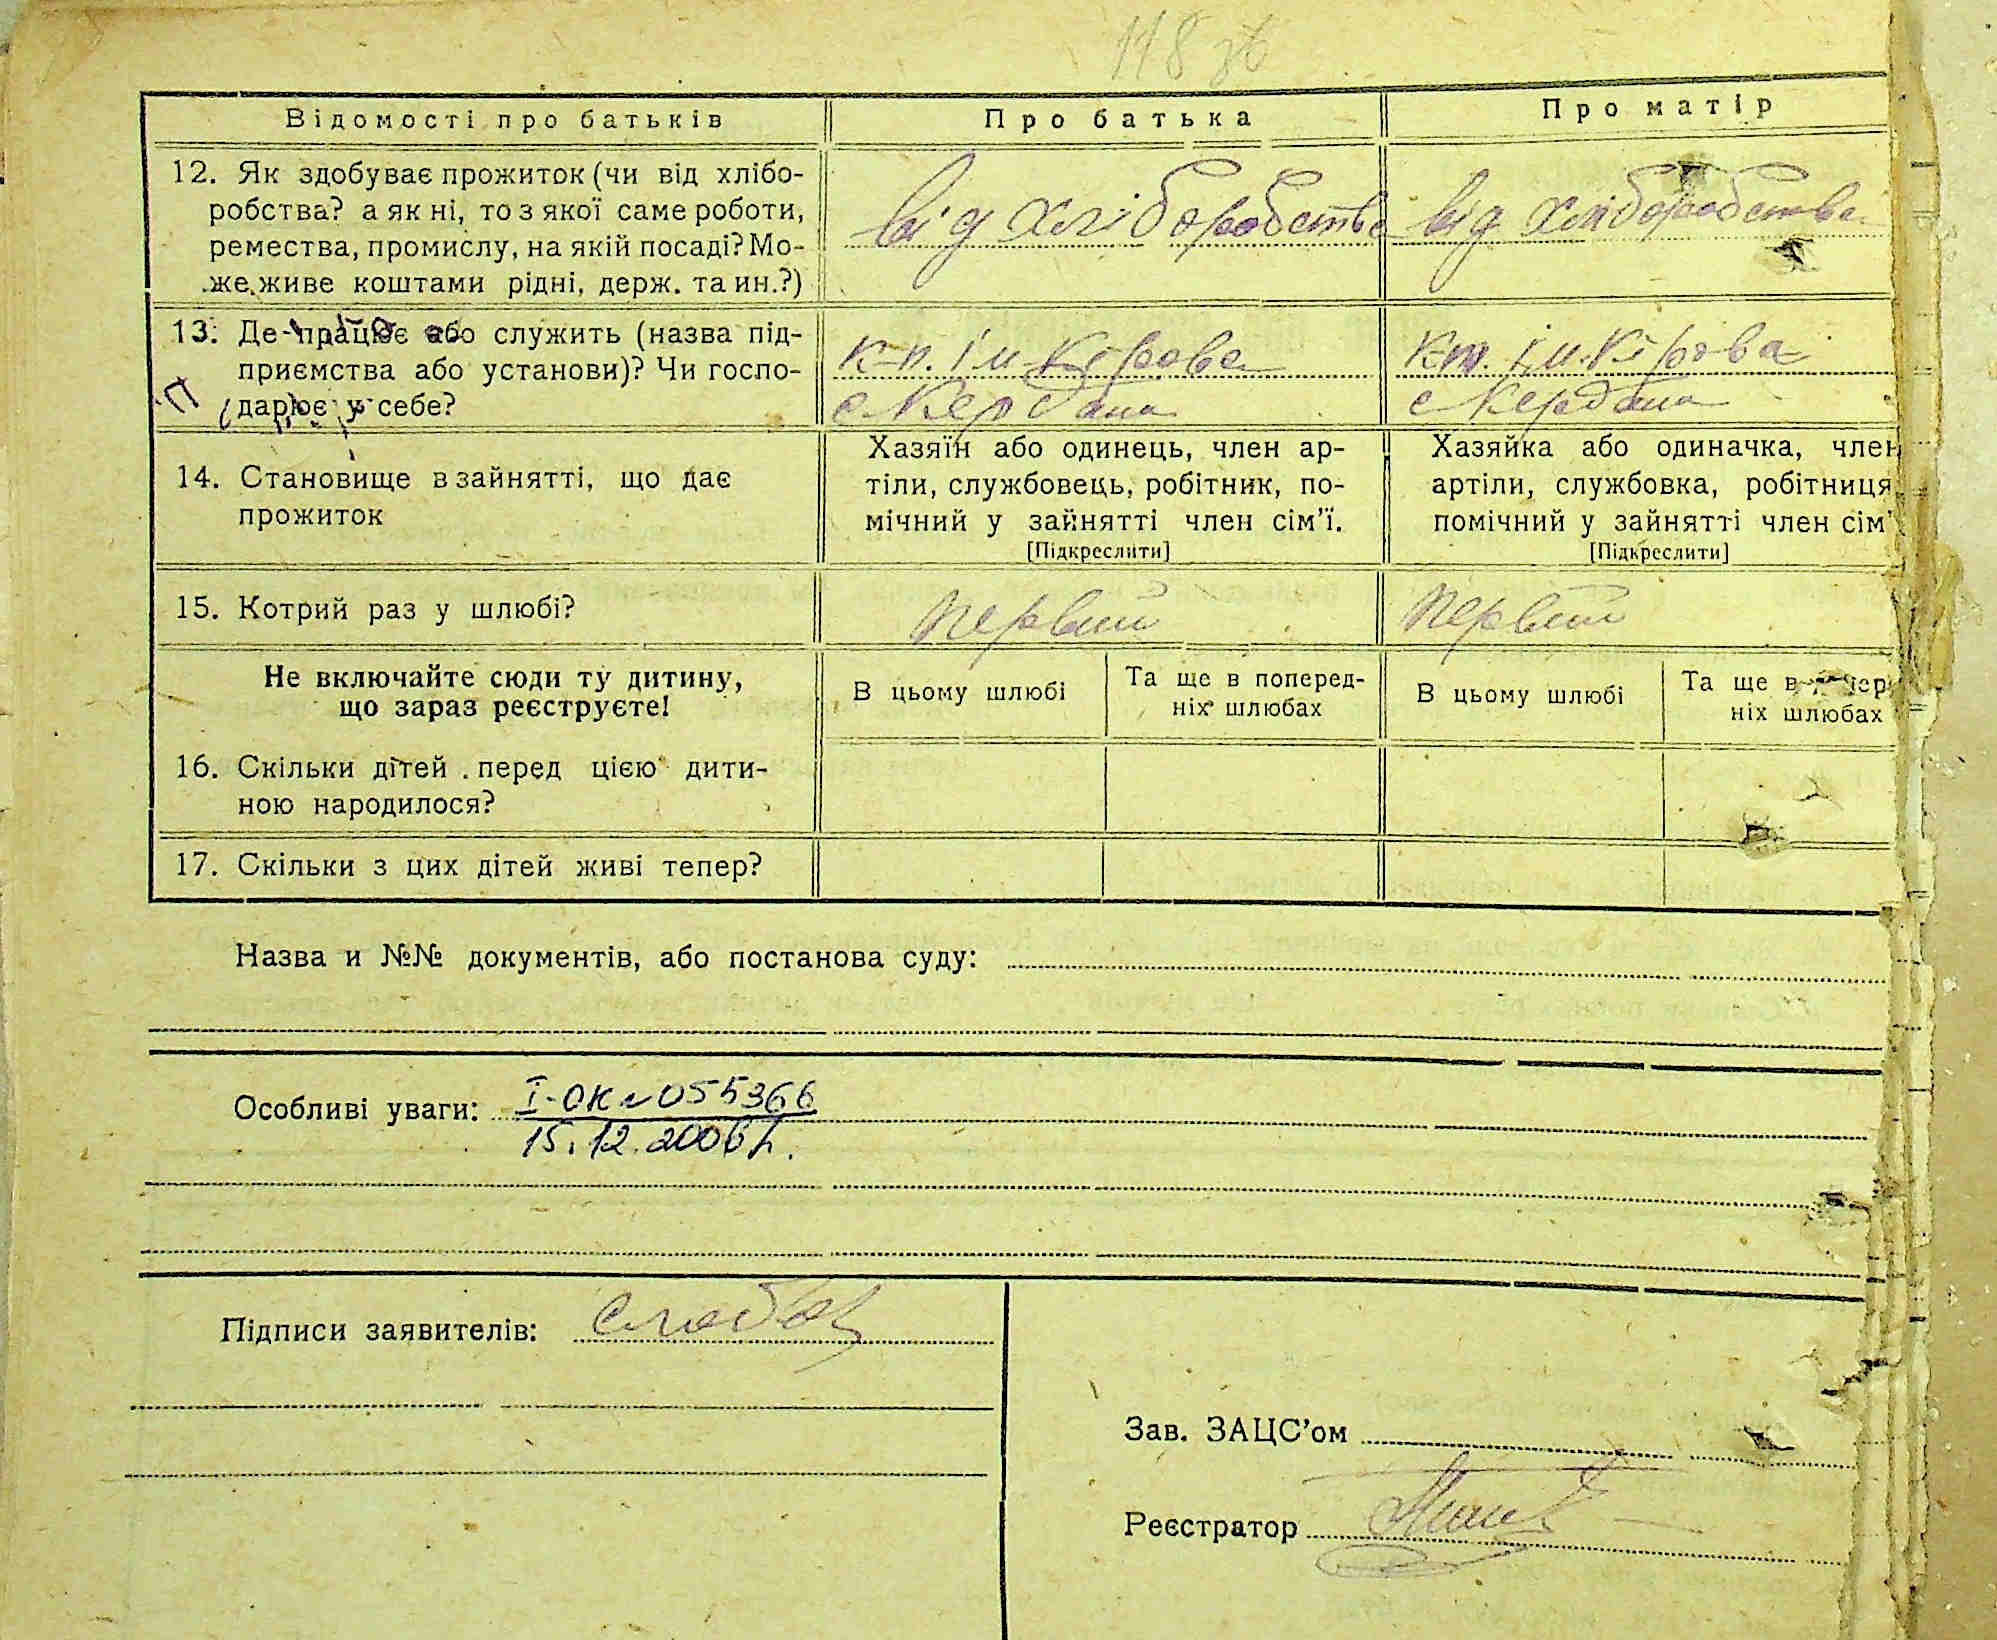 118 зв
Відомості про батьків
Про батька
Про матір
12. Як здобуває прожиток (чи від хлібо-
робства? а як ні, то з якої саме роботи,
ремества, промислу, на якій посаді? Мо-
же живе коштами рідні, держ. та ин.?)
від хліборобства
від хліборобства
13. Де працює або служить (назва під-
приємства або установи)? Чи госпо-
дарює у себе?
к-п. ім. Кірова
к-п. ім. Кірова
14. Становище в зайнятті, що дає
прожиток
Хазяїн або одинець, член ар-
тіли, службовець, робітник, по-
мічний у зайнятті член сім'ї.
[Підкреслити]
Хазяйка або одиначка, член
артіли, службовка, робітниця,
помічний у зайнятті член сім'
[Підкреслити]
15. Котрий раз у шлюбі?
Первий
Первий
Не включайте сюди ту дитину,
що зараз реєструєте!
В цьому шлюбі
Та ще в поперед-
ніх шлюбах
В цьому шлюбі
Та ще в
ніх шлюбах
16. Скільки дітей перед цією дити-
ною народилося?
17. Скільки з цих дітей живі тепер?
Назва и №№ документів, або постанова суду:
Особливі уваги: І-ОК № 055366
15.12.2006 р.
Підписи заявителів:
Зав. ЗАЦС'ом
Реєстратор